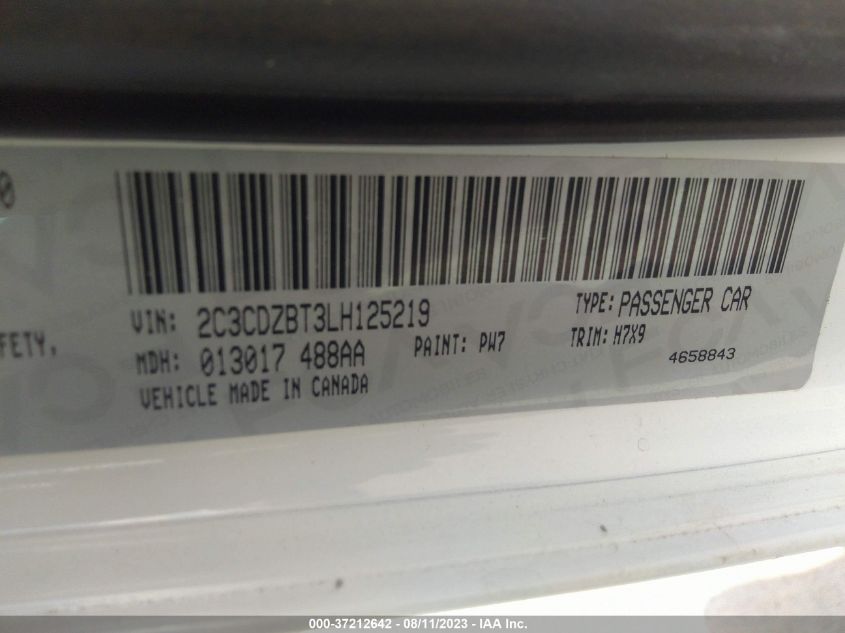 0
VIN: 2C3CDZBT3LH125219 TYPE: PASSENGER CAR
FETY, MDH: 013017 488AA PAINT: PW7 TRIM: H7X9
4658843
VEHICLE MADE IN CANADA
000-37212642 - 08/11/2023 - IAA Inc.